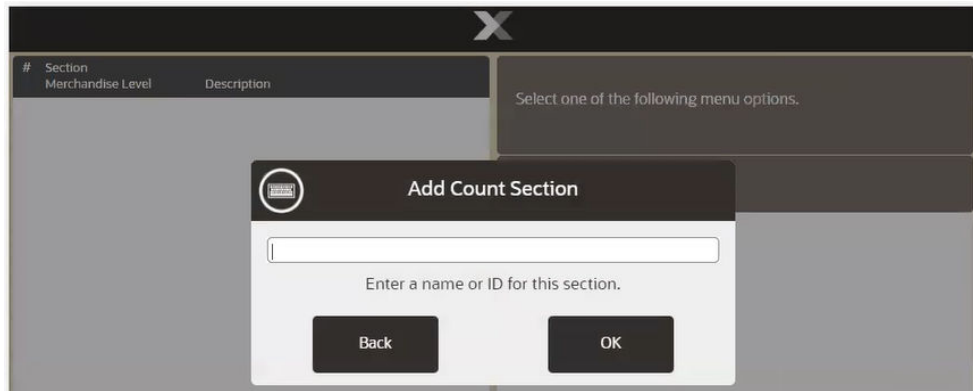 # Section
Merchandise Level Description
Select one of the following menu options.
Add Count Section
Enter a name or ID for this section.
Back OK